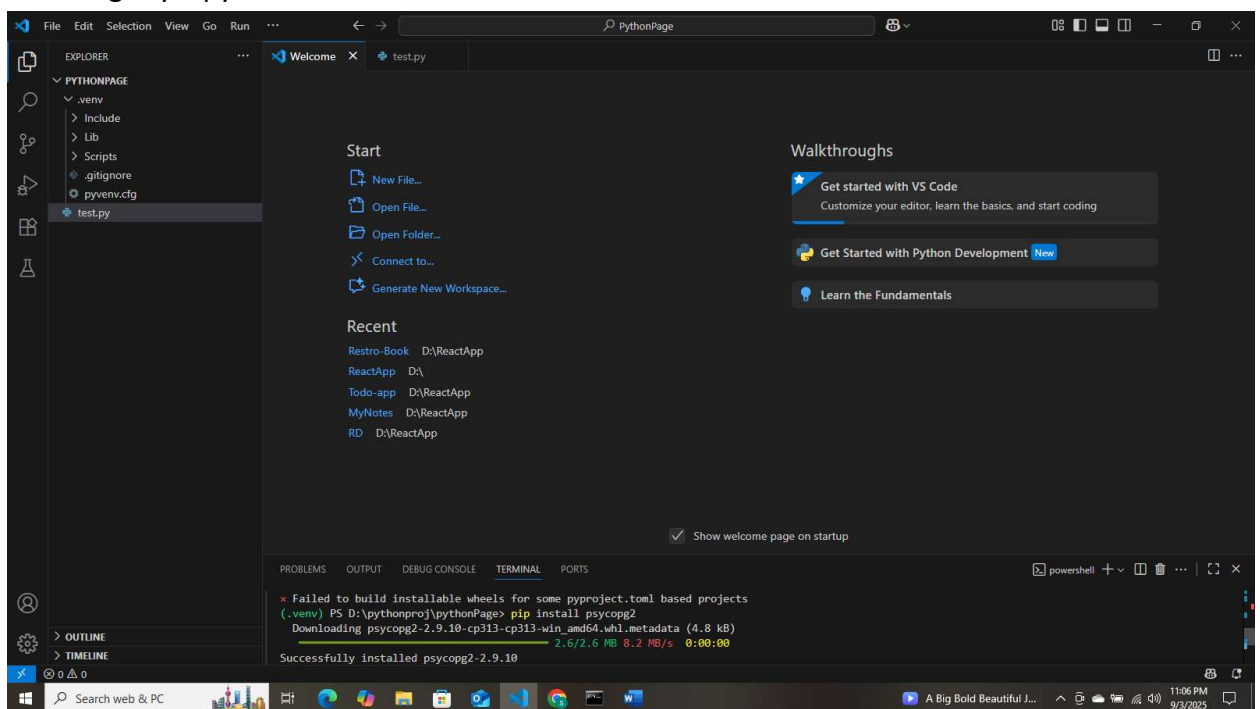 File Edit Selection View Go Run ···
PythonPage
EXPLORER ···
PYTHONPAGE
.venv
Include
Lib
Scripts
.gitignore
pyvenv.cfg
test.py
OUTLINE
TIMELINE
Welcome
test.py
Start
New File...
Open File...
Open Folder...
Connect to...
Generate New Workspace...
Recent
Restro-Book D:\ReactApp
ReactApp D:\
Todo-app D:\ReactApp
MyNotes D:\ReactApp
RD D:\ReactApp
Walkthroughs
Get started with VS Code
Customize your editor, learn the basics, and start coding
Get Started with Python Development New
Learn the Fundamentals
Show welcome page on startup
PROBLEMS OUTPUT DEBUG CONSOLE TERMINAL PORTS
powershell
× Failed to build installable wheels for some pyproject.toml based projects
(.venv) PS D:\pythonproj\pythonPage> pip install psycopg2
Downloading psycopg2-2.9.10-cp313-cp313-win_amd64.whl.metadata (4.8 kB)
2.6/2.6 MB 8.2 MB/s 0:00:00
Successfully installed psycopg2-2.9.10
0 0
Search web & PC
A Big Bold Beautiful J...
11:06 PM
9/3/2025